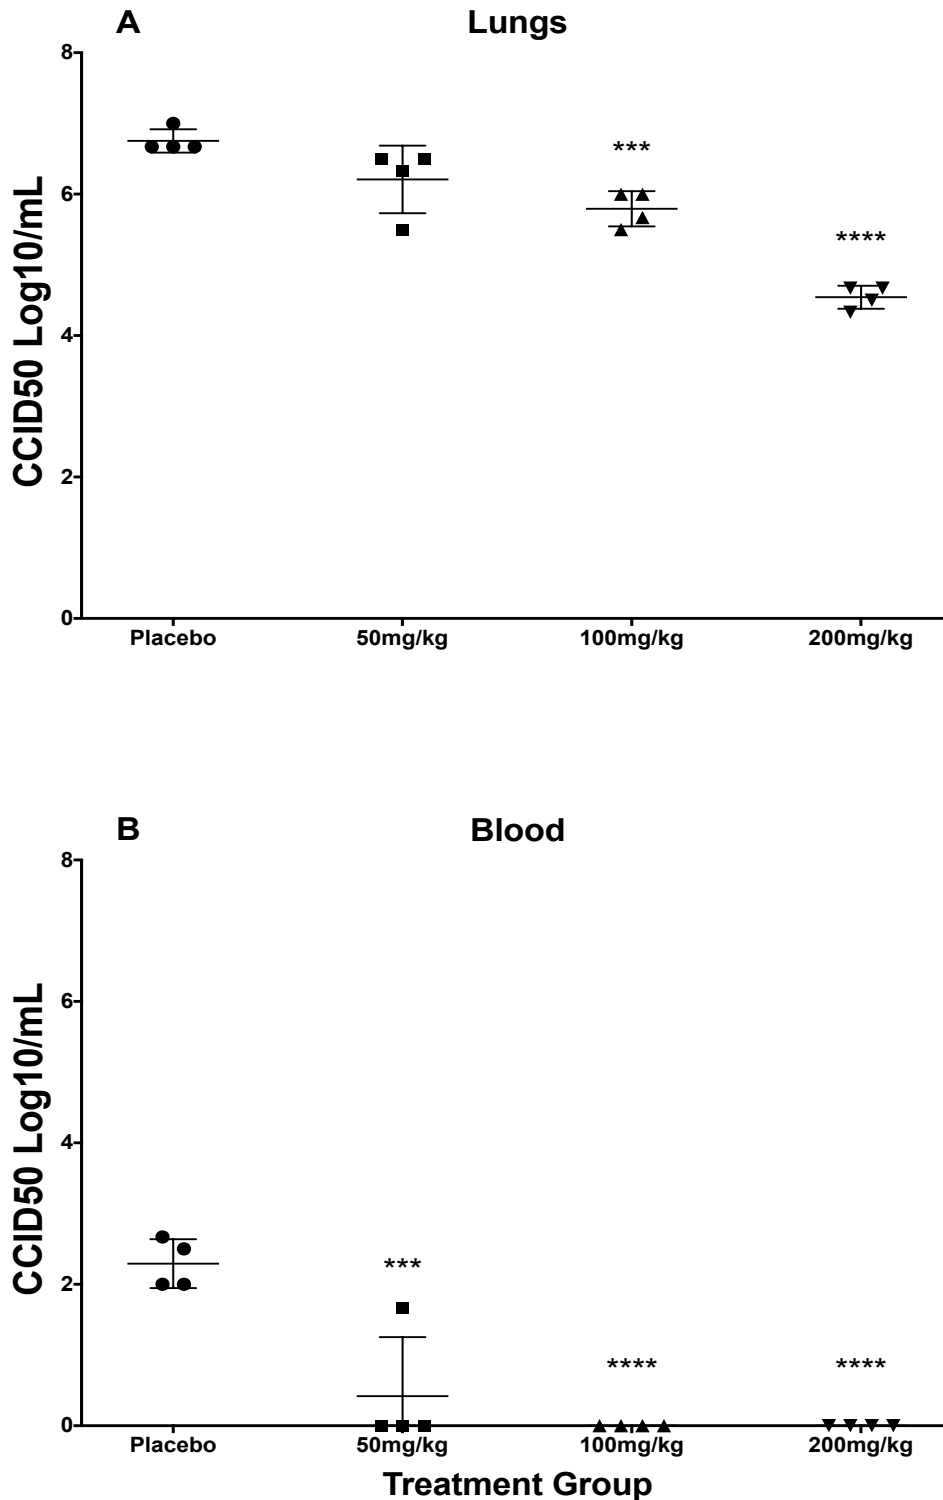 A Lungs
8
6
4
2
0
CCID50 Log10/mL
***
****
Placebo 50mg/kg 100mg/kg 200mg/kg
B Blood
8
6
4
2
0
CCID50 Log10/mL
***
**** ****
Placebo 50mg/kg 100mg/kg 200mg/kg
Treatment Group